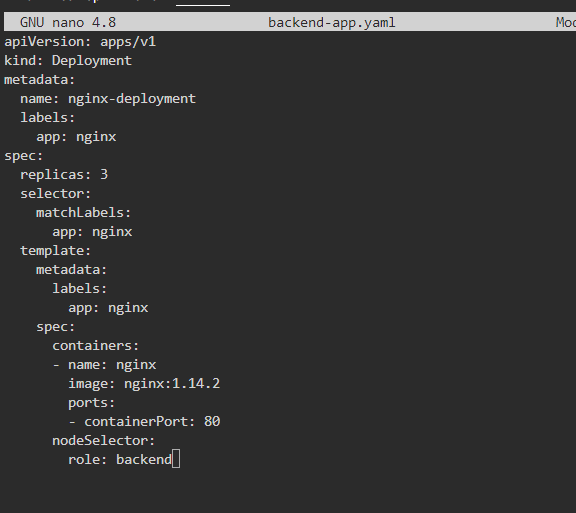 GNU nano 4.8 backend-app.yaml
apiVersion: apps/v1
kind: Deployment
metadata:
  name: nginx-deployment
  labels:
    app: nginx
spec:
  replicas: 3
  selector:
    matchLabels:
      app: nginx
  template:
    metadata:
      labels:
        app: nginx
    spec:
      containers:
      - name: nginx
        image: nginx:1.14.2
        ports:
        - containerPort: 80
      nodeSelector:
        role: backend